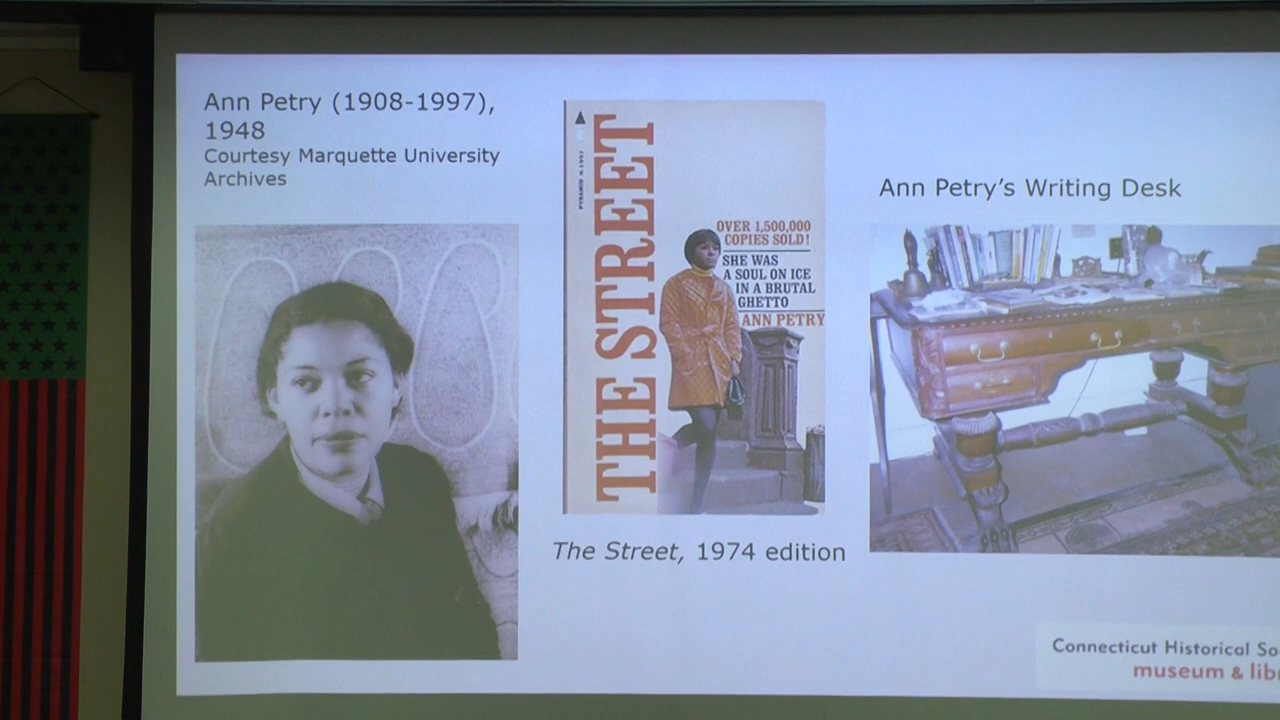 Ann Petry (1908-1997),
1948
Courtesy Marquette University
Archives
THE STREET
OVER 1,500,000
COPIES SOLD!
SHE WAS
A SOUL ON ICE
IN A BRUTAL
GHETTO
ANN PETRY
The Street, 1974 edition
Ann Petry's Writing Desk
Connecticut Historical So
museum & libr